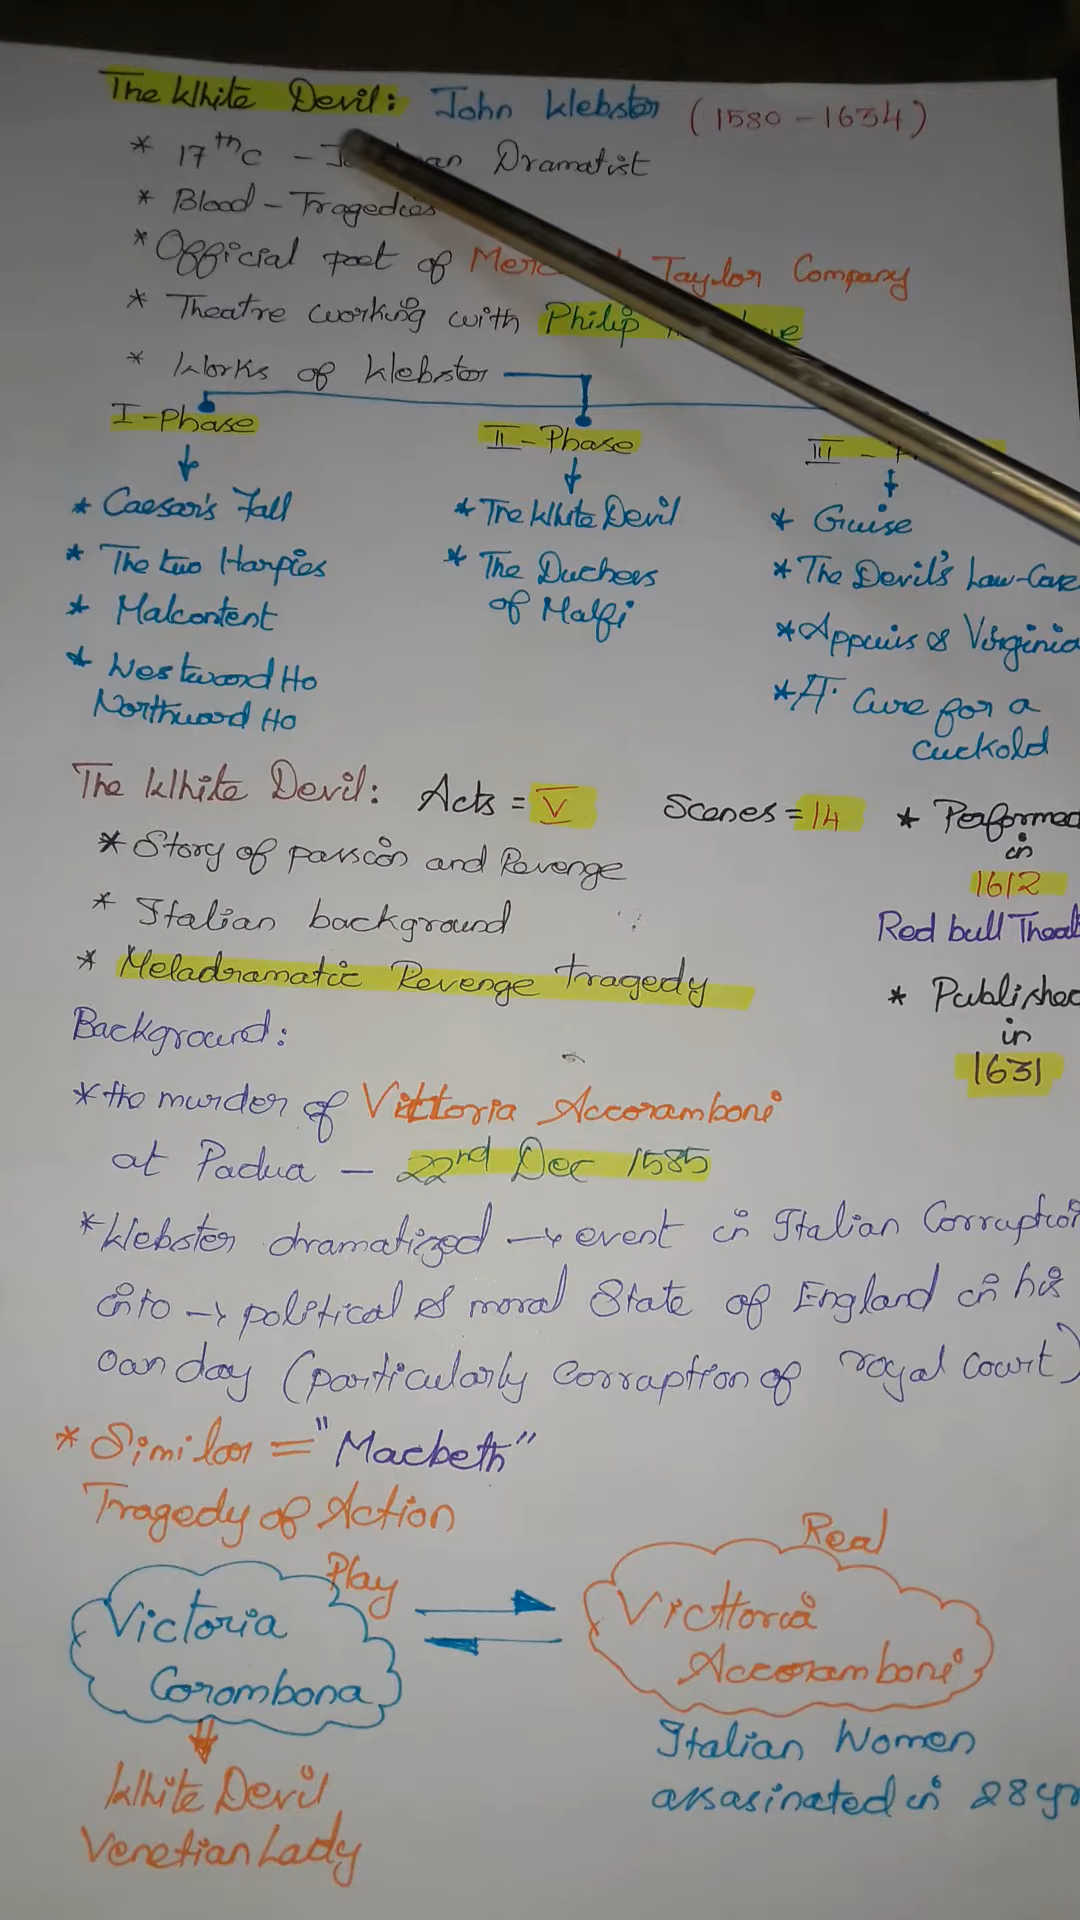 The White Devil: John Webster (1580 - 1634)
* 17th C - Dramatist
* Blood - Tragedies
* Official poet of Taylor Company
* Theatre working with Philip
* Works of Webster
I - Phase
II - Phase
III -
* Caesar's Fall
* The two Harpies
* Malcontent
* Westward Ho
Northward Ho
* The White Devil
* The Duchess
of Malfi
* Guise
* The Devil's Law-Case
* Appuis & Virginia
* A Cure for a
cuckold
The White Devil: Acts = V Scenes = 14
* Story of passion and Revenge
* Italian background
* Meladramatic Revenge tragedy
* Performed
in
1612
Red bull Theat
* Published
in
1631
Background:
* the murder of Vittoria Accoramboni
at Padua - 22nd Dec 1585
* Webster dramatized → event in Italian Corruption
into → political & moral State of England in his
own day (particularly corruption of royal court)
* Similar = "Macbeth"
Tragedy of Action
Play
Victoria
Corombona
White Devil
Venetian Lady
Real
Victtoria
Accoramboni
Italian Women
assasinated in 28 yr